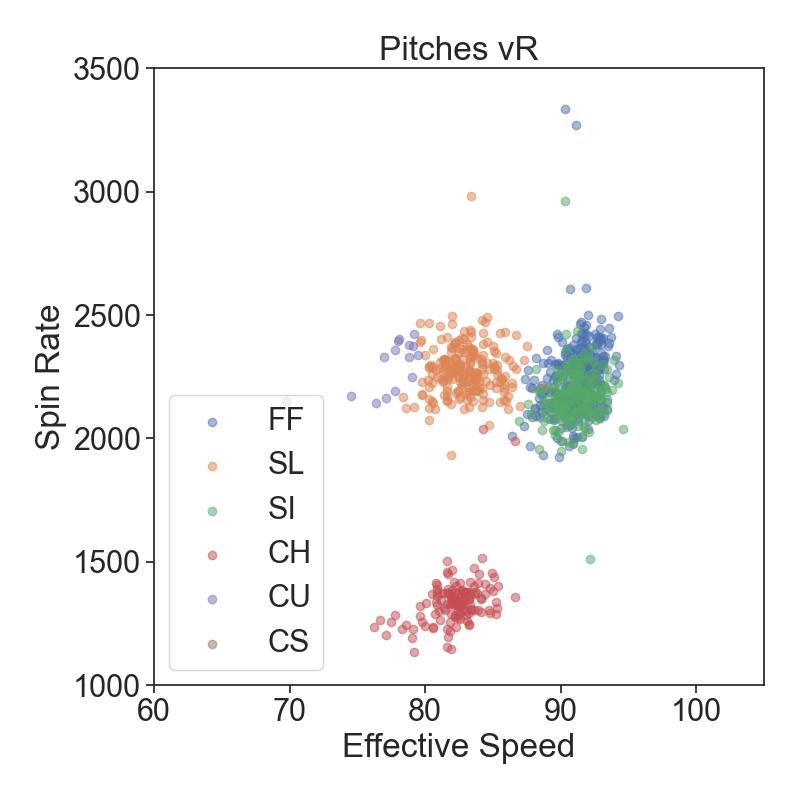 Pitches vR
3500
3000
2500
2000
1500
1000
Spin Rate
FF
SL
SI
CH
CU
CS
60
70
80
90
100
Effective Speed